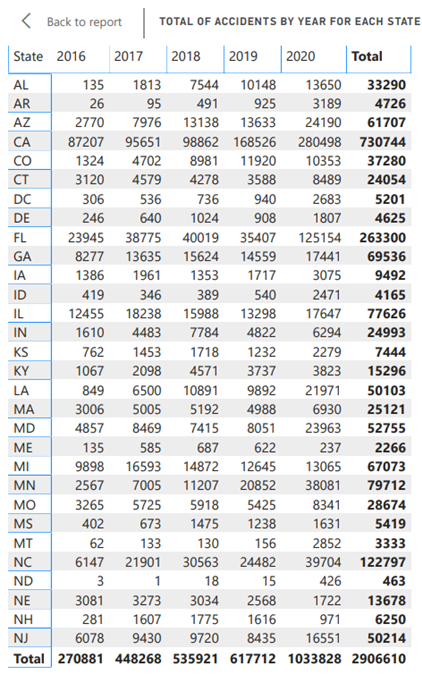 Back to report
TOTAL OF ACCIDENTS BY YEAR FOR EACH STATE
State 2016 2017 2018 2019 2020 Total
AL 135 1813 7544 10148 13650 33290
AR 26 95 491 925 3189 4726
AZ 2770 7976 13138 13633 24190 61707
CA 87207 95651 98862 168526 280498 730744
CO 1324 4702 8981 11920 10353 37280
CT 3120 4579 4278 3588 8489 24054
DC 306 536 736 940 2683 5201
DE 246 640 1024 908 1807 4625
FL 23945 38775 40019 35407 125154 263300
GA 8277 13635 15624 14559 17441 69536
IA 1386 1961 1353 1717 3075 9492
ID 419 346 389 540 2471 4165
IL 12455 18238 15988 13298 17647 77626
IN 1610 4483 7784 4822 6294 24993
KS 762 1453 1718 1232 2279 7444
KY 1067 2098 4571 3737 3823 15296
LA 849 6500 10891 9892 21971 50103
MA 3006 5005 5192 4988 6930 25121
MD 4857 8469 7415 8051 23963 52755
ME 135 585 687 622 237 2266
MI 9898 16593 14872 12645 13065 67073
MN 2567 7005 11207 20852 38081 79712
MO 3265 5725 5918 5425 8341 28674
MS 402 673 1475 1238 1631 5419
MT 62 133 130 156 2852 3333
NC 6147 21901 30563 24482 39704 122797
ND 3 1 18 15 426 463
NE 3081 3273 3034 2568 1722 13678
NH 281 1607 1775 1616 971 6250
NJ 6078 9430 9720 8435 16551 50214
Total 270881 448268 535921 617712 1033828 2906610